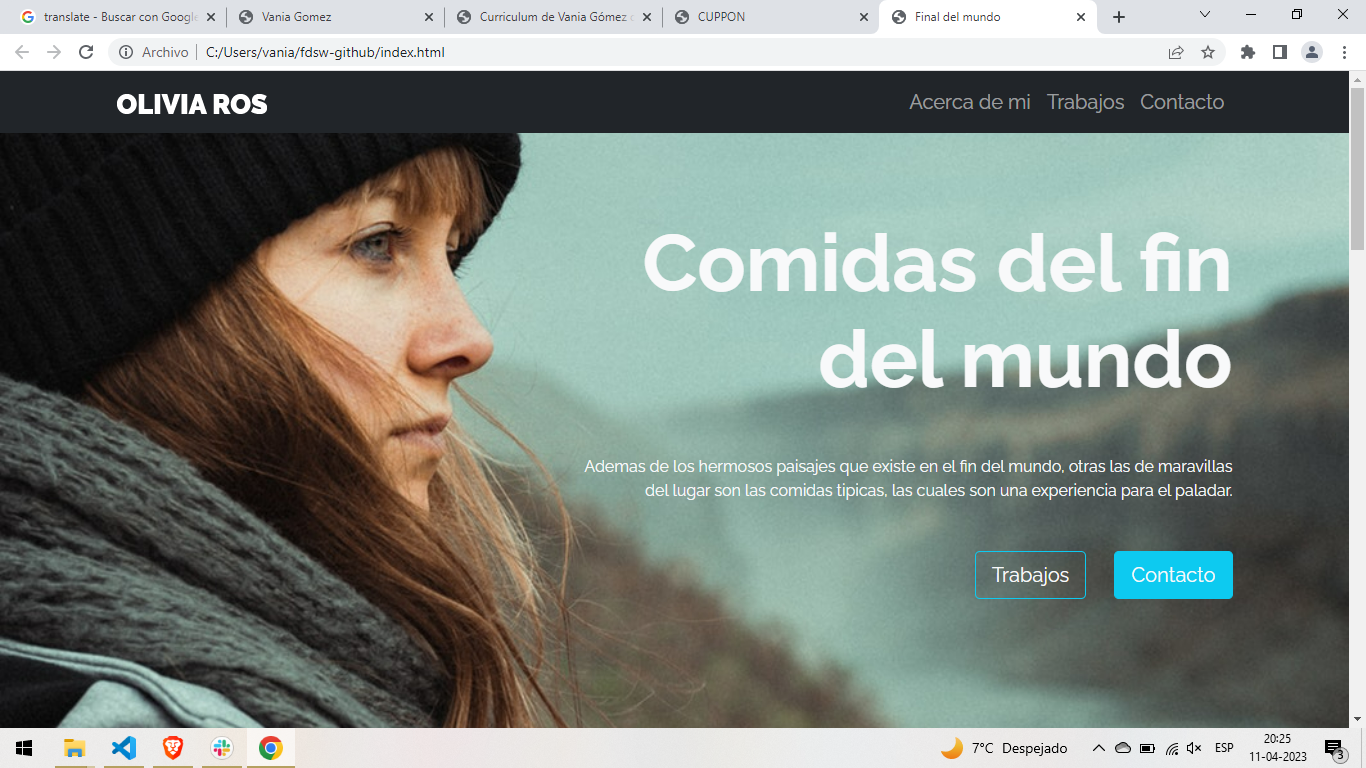 translate - Buscar con Google
Vania Gomez
Curriculum de Vania Gómez
CUPPON
Final del mundo
Archivo
C:/Users/vania/fdsw-github/index.html
OLIVIA ROS
Acerca de mi
Trabajos
Contacto
Comidas del fin
del mundo
Ademas de los hermosos paisajes que existe en el fin del mundo, otras las de maravillas
del lugar son las comidas tipicas, las cuales son una experiencia para el paladar.
Trabajos
Contacto
7°C Despejado
ESP
20:25
11-04-2023
3